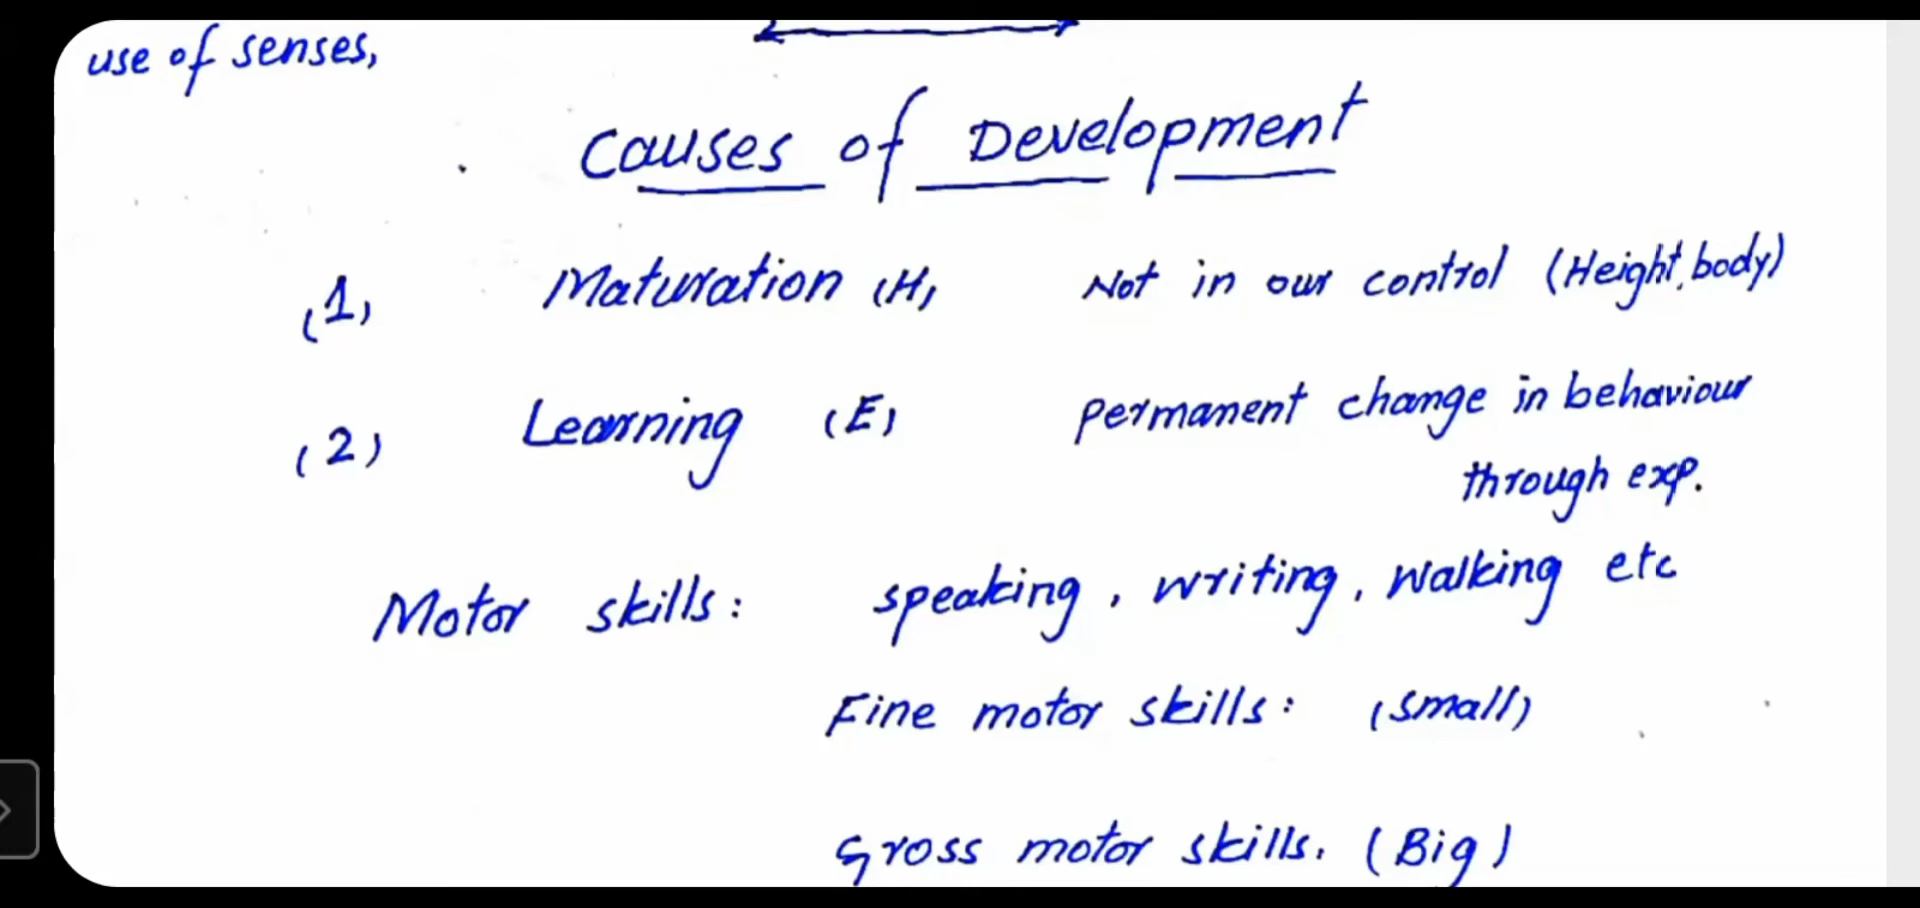 use of senses,
Causes of Development
(1) Maturation (H) Not in our control (Height, body)
(2) Learning (E) Permanent change in behaviour
through exp.
Motor skills: speaking, writing, walking etc
Fine motor skills: (small)
Gross motor skills. (Big)